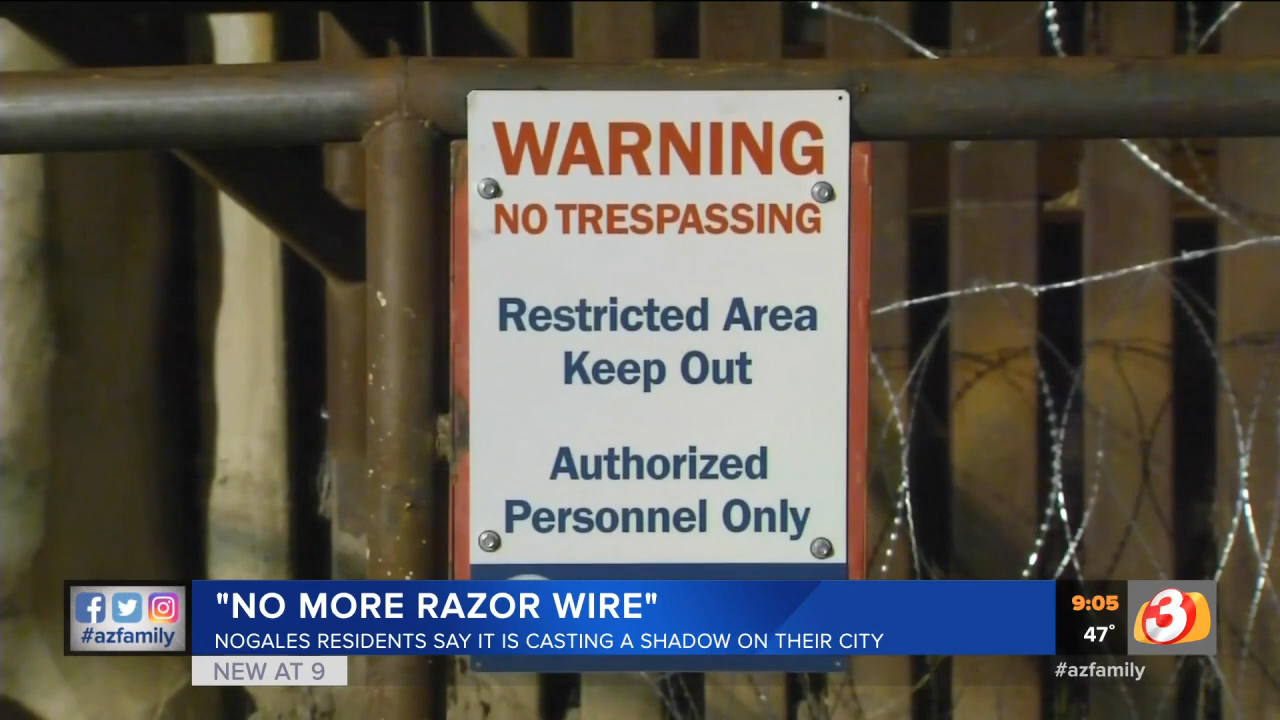 WARNING
NO TRESPASSING
Restricted Area
Keep Out
Authorized
Personnel Only
#azfamily
"NO MORE RAZOR WIRE"
NOGALES RESIDENTS SAY IT IS CASTING A SHADOW ON THEIR CITY
NEW AT 9
9:05
47°
3
#azfamily